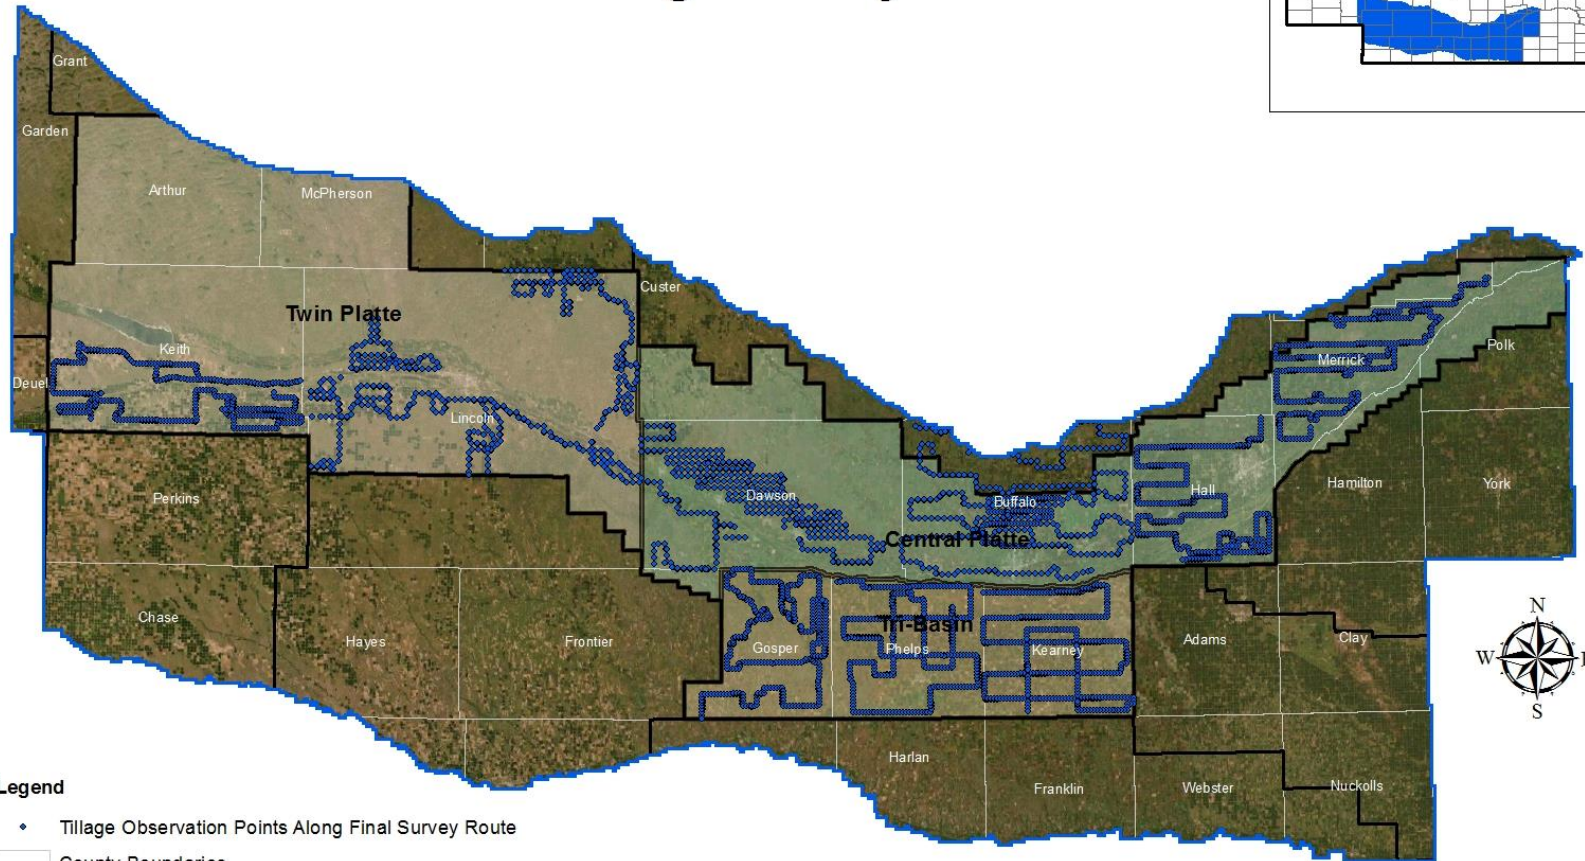 Grant
Garden
Arthur
McPherson
Custer
Twin Platte
Keith
Deuel
Lincoln
Merrick
Polk
Perkins
Dawson
Buffalo
Hall
Hamilton
York
Central Platte
Chase
Hayes
Frontier
Tri-Basin
Gosper
Phelps
Kearney
Adams
Clay
N
W
S
Harlan
Franklin
Webster
Nuckolls
Legend
Tillage Observation Points Along Final Survey Route
County Boundaries